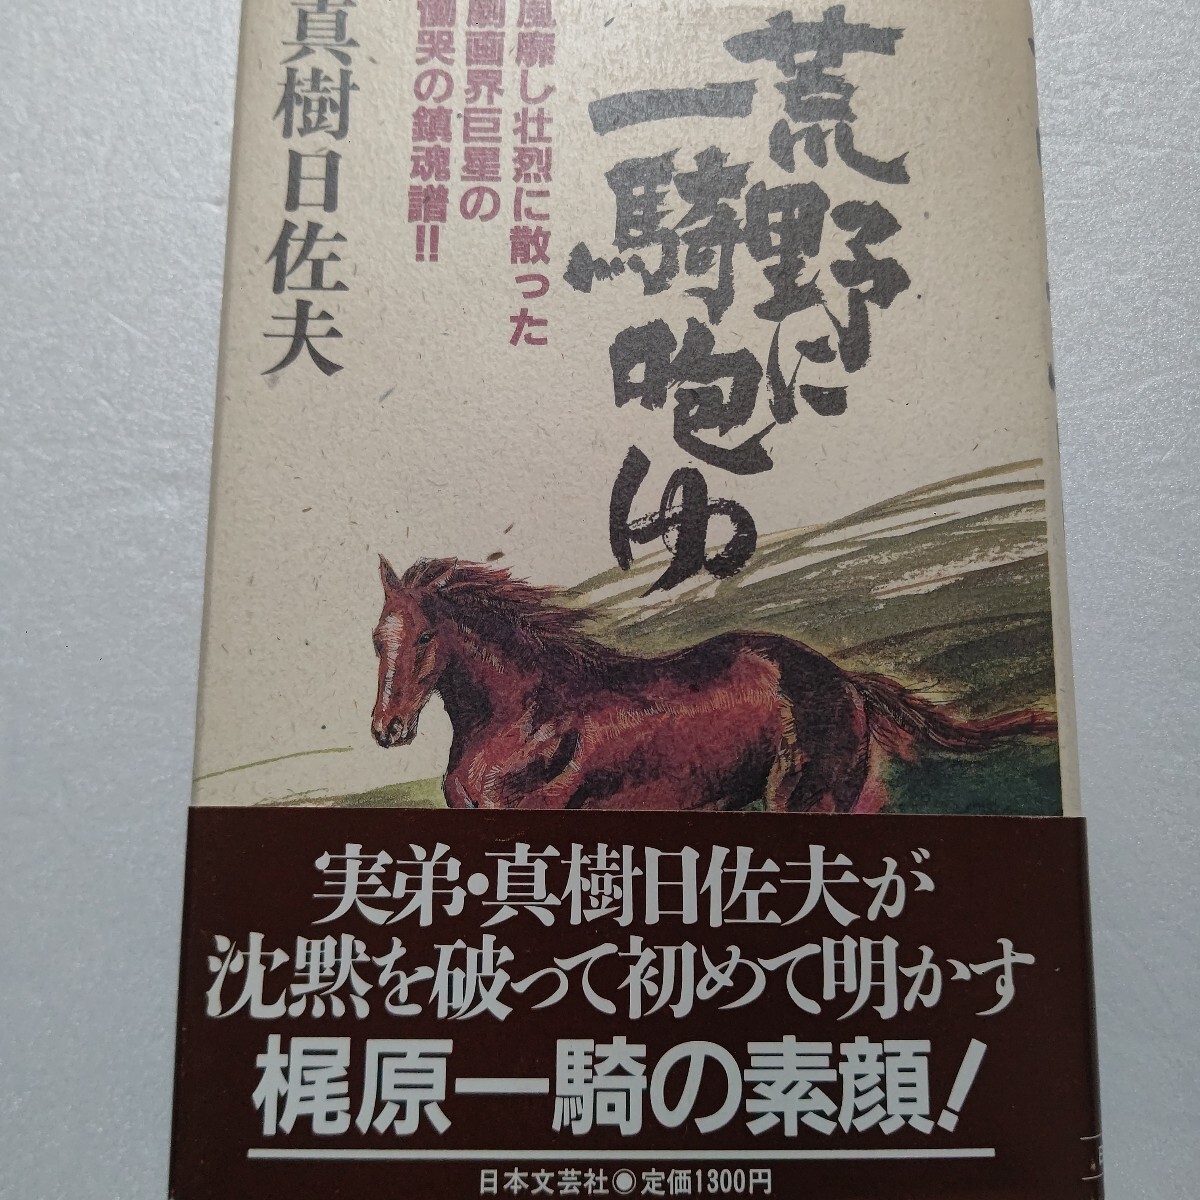 荒野に
一騎咆ゆ
風靡し壮烈に散った
劇画界巨星の
慟哭の鎮魂譜!!
真樹日佐夫
実弟・真樹日佐夫が
沈黙を破って初めて明かす
梶原一騎の素顔!
日本文芸社◉定価1300円